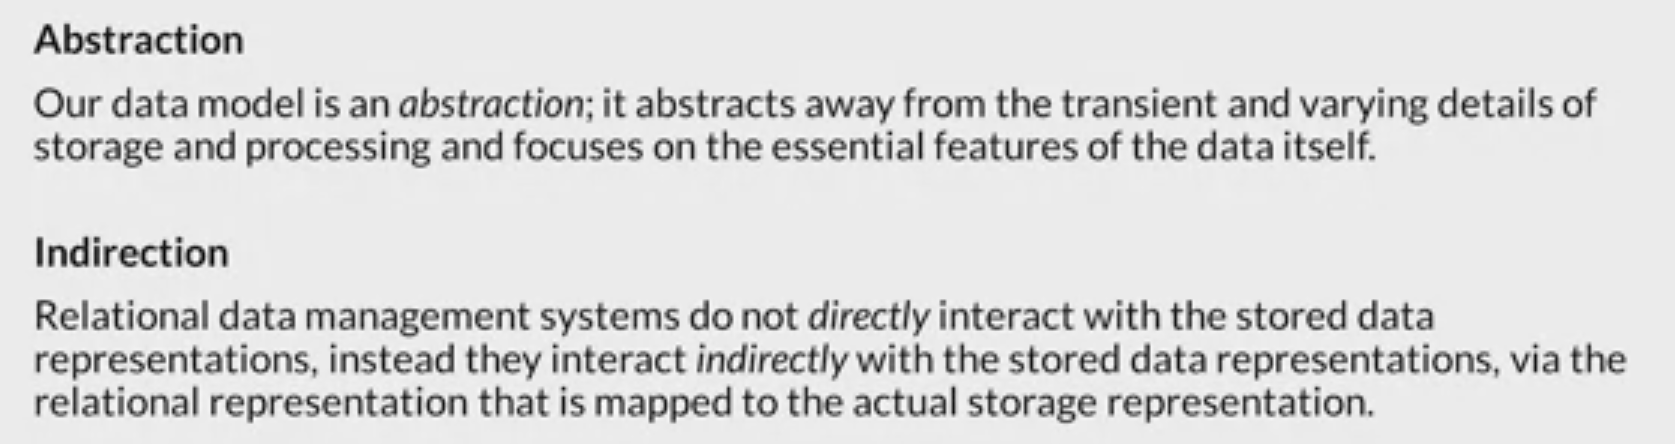 Abstraction
Our data model is an abstraction; it abstracts away from the transient and varying details of
storage and processing and focuses on the essential features of the data itself.
Indirection
Relational data management systems do not directly interact with the stored data
representations, instead they interact indirectly with the stored data representations, via the
relational representation that is mapped to the actual storage representation.